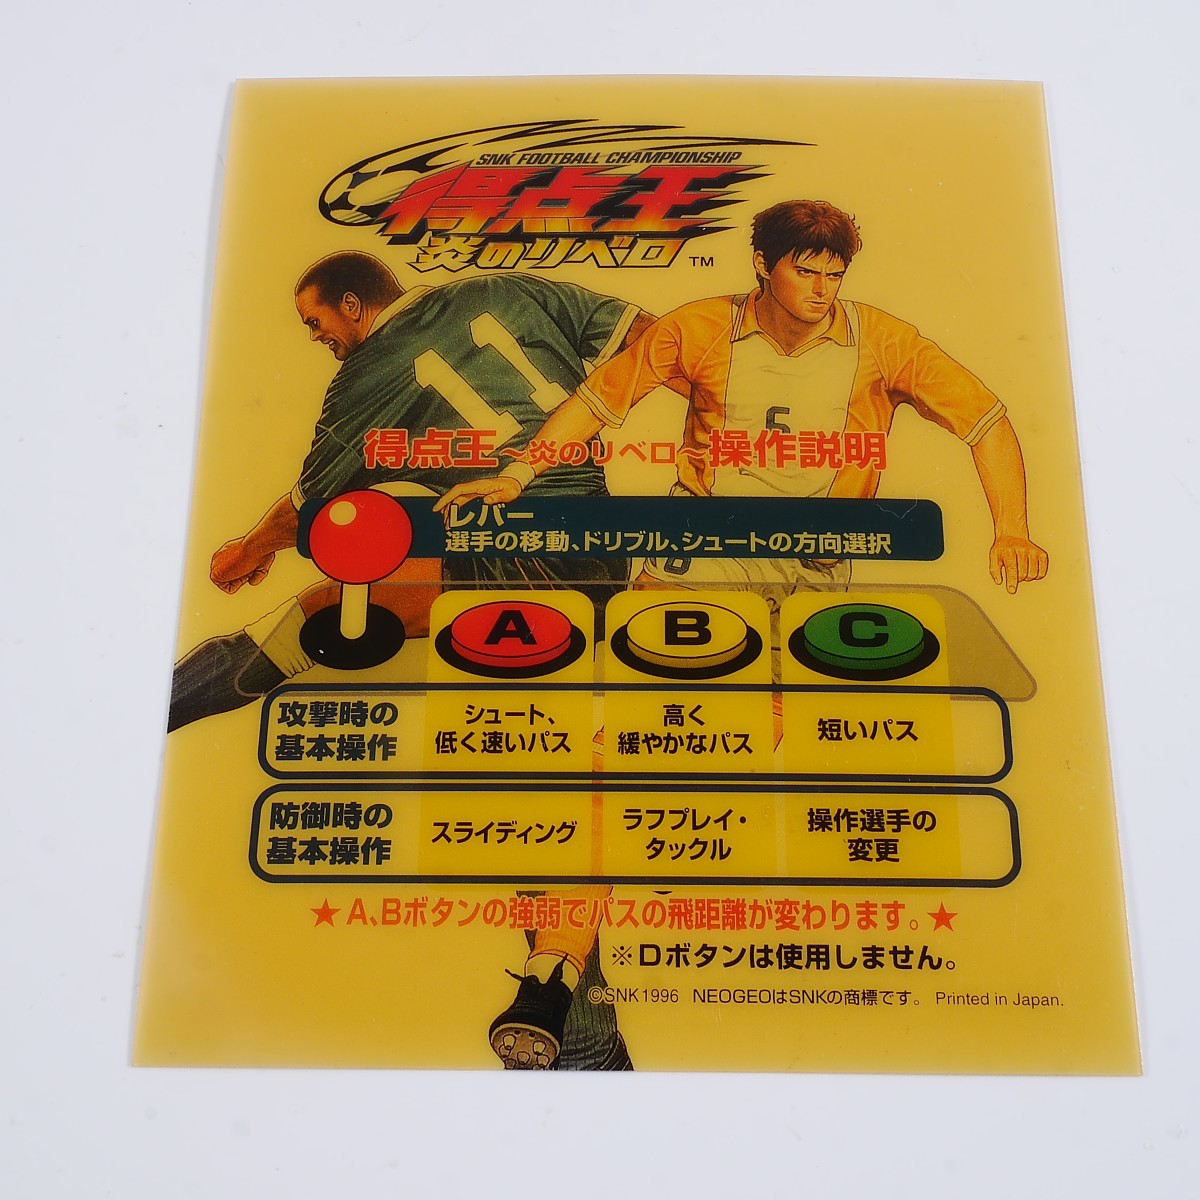 SNK FOOTBALL CHAMPIONSHIP
得点王
炎のリベロ TM
11
6
得点王～炎のリベロ～操作説明
レバー
選手の移動、ドリブル、シュートの方向選択
6
A B C
攻撃時の
基本操作
シュート、
低く速いパス
高く
緩やかなパス
短いパス
防御時の
基本操作
スライディング
ラフプレイ・
タックル
操作選手の
変更
★A、Bボタンの強弱でパスの飛距離が変わります。★
※Dボタンは使用しません。
©SNK 1996 NEOGEOはSNKの商標です。 Printed in Japan.